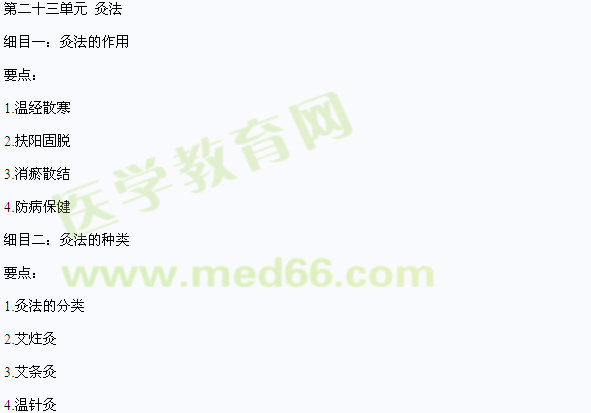 第二十三单元 灸法
细目一：灸法的作用
要点：
1.温经散寒
2.扶阳固脱
3.消瘀散结
4.防病保健
细目二：灸法的种类
要点：
1.灸法的分类
2.艾炷灸
3.艾条灸
4.温针灸
医学教育网
www.med66.com